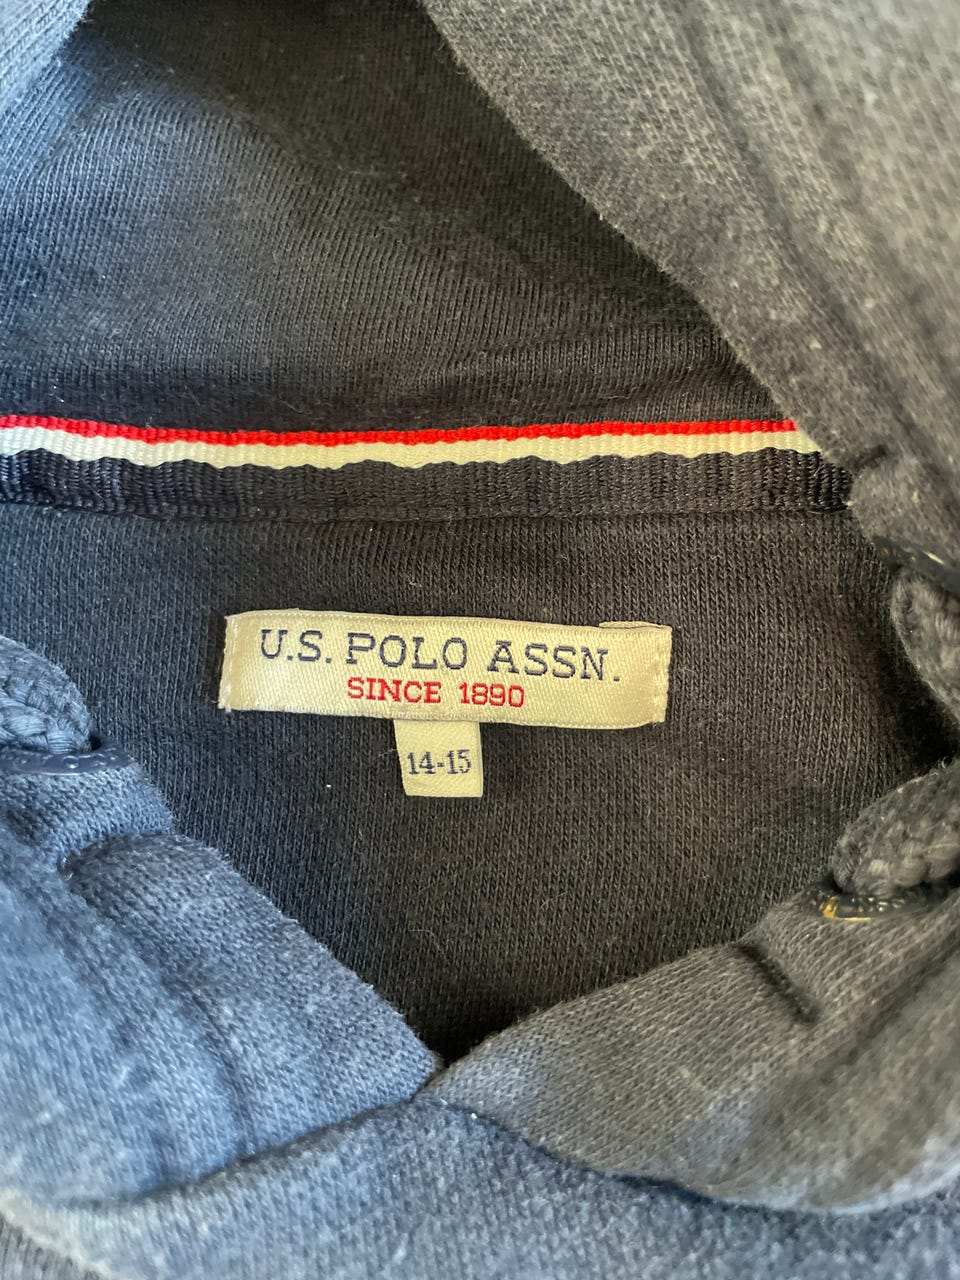 U.S. POLO ASSN.
SINCE 1890
14-15